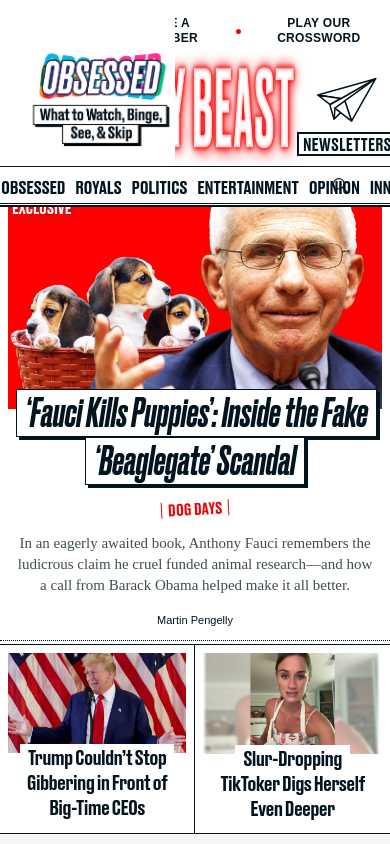 E A
BER
PLAY OUR
CROSSWORD
OBSESSED
What to Watch, Binge,
See, & Skip
Y BEAST
NEWSLETTERS
OBSESSED ROYALS POLITICS ENTERTAINMENT OPINION INN
EXCLUSIVE
‘Fauci Kills Puppies’: Inside the Fake
‘Beaglegate’ Scandal
DOG DAYS
In an eagerly awaited book, Anthony Fauci remembers the
ludicrous claim he cruel funded animal research—and how
a call from Barack Obama helped make it all better.
Martin Pengelly
Trump Couldn’t Stop
Gibbering in Front of
Big-Time CEOs
Slur-Dropping
TikToker Digs Herself
Even Deeper